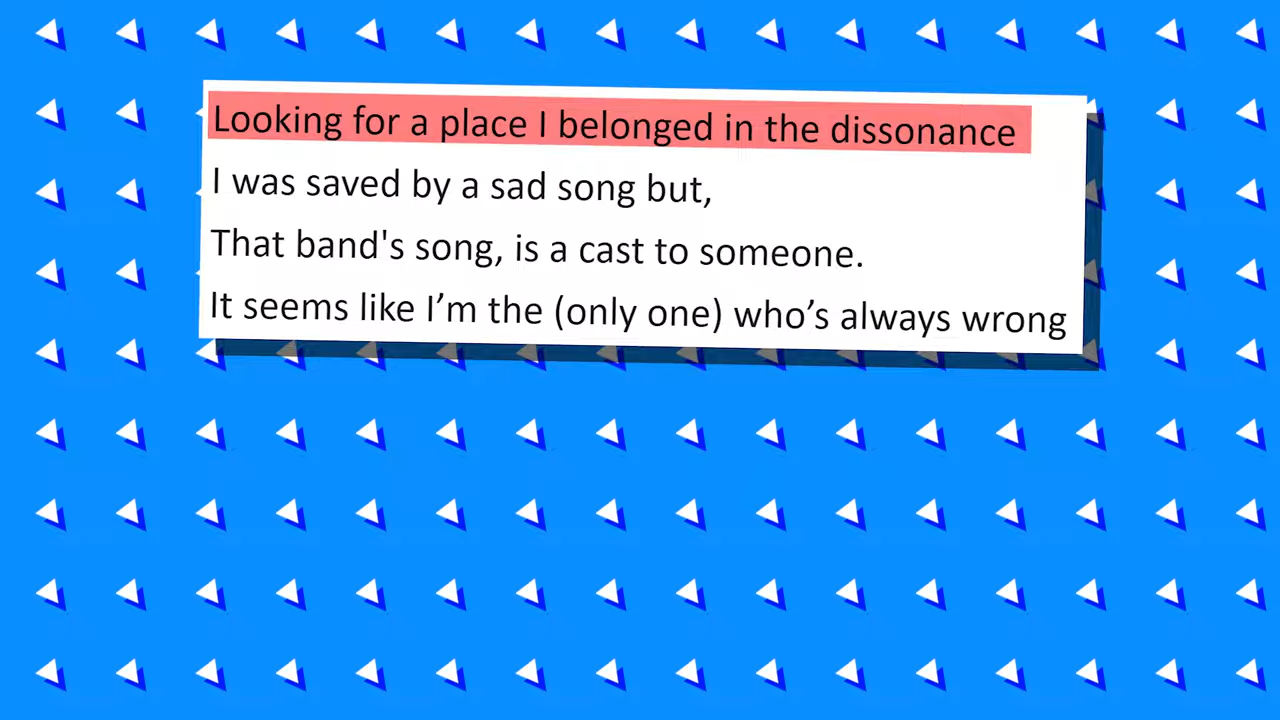 Looking for a place I belonged in the dissonance
I was saved by a sad song but,
That band's song, is a cast to someone.
It seems like I’m the (only one) who’s always wrong